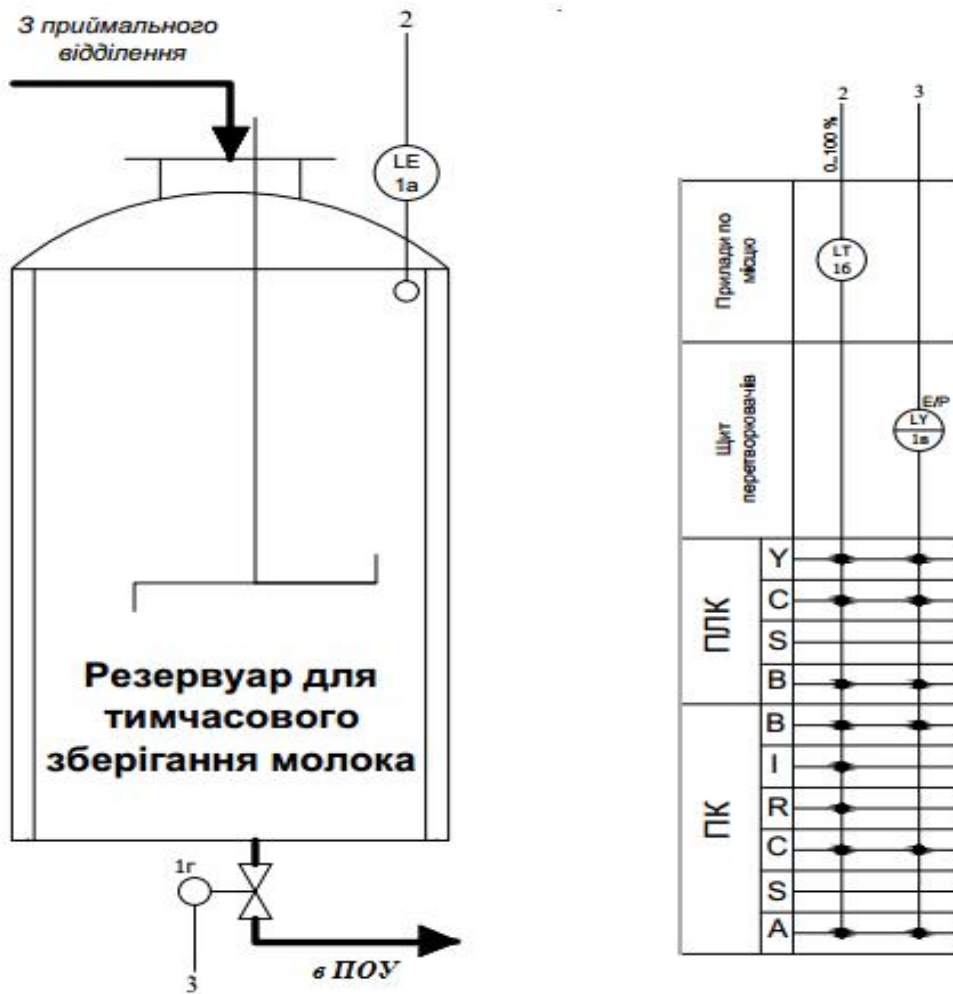 З приймального
відділення
2
LE
1а
Резервуар для
тимчасового
зберігання молока
1г
3
в ПОУ
2
3
0...100 %
Прилади по
місцю
LT
1б
Щит
перетворювачів
E/P
LY
1в
ПЛК
Y
C
S
B
ПК
B
I
R
C
S
A